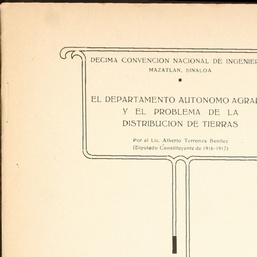 DECIMA CONVENCION NACIONAL DE INGENIER
MAZATLAN, SINALOA
EL DEPARTAMENTO AUTONOMO AGRAR
Y EL PROBLEMA DE LA
DISTRIBUCION DE TIERRAS
Por el Lic. Alberto Terrones Benítez
(Diputado Constituyente de 1916-1917)